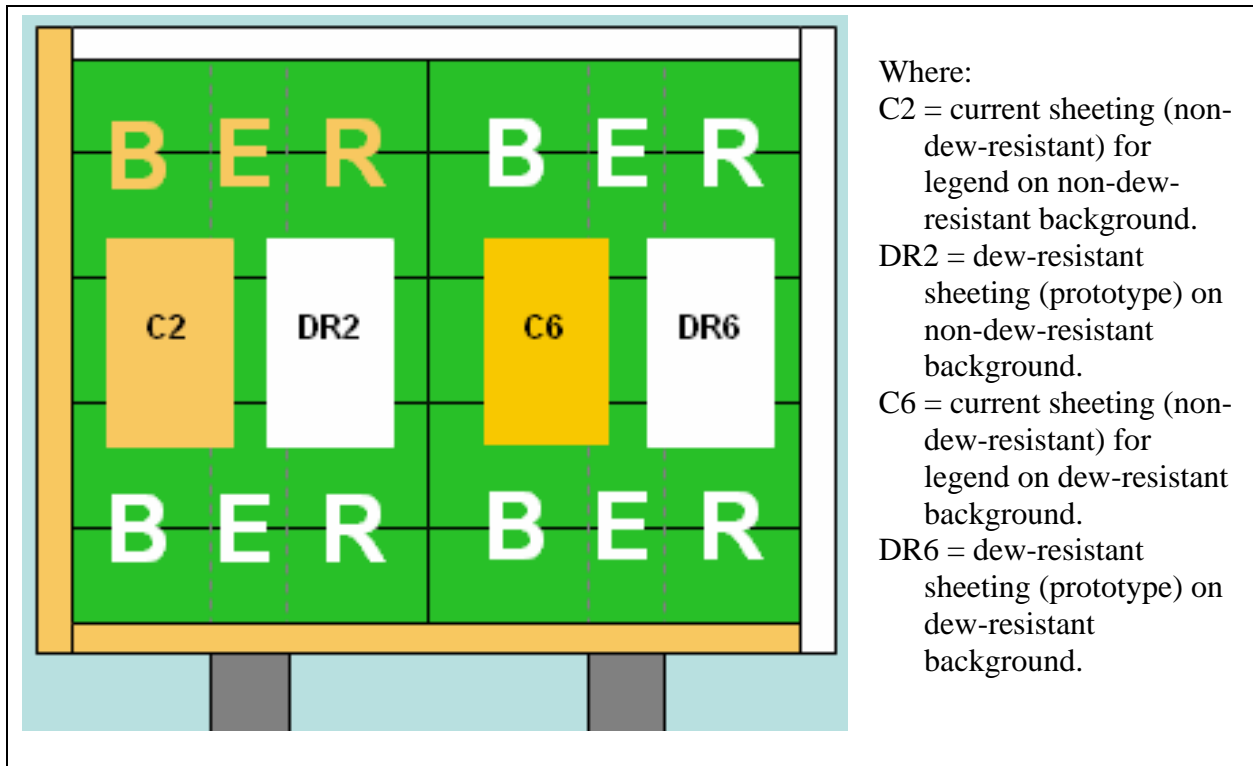 B E R B E R
C2 DR2 C6 DR6
B E R B E R
Where:
C2 = current sheeting (non-
dew-resistant) for
legend on non-dew-
resistant background.
DR2 = dew-resistant
sheeting (prototype) on
non-dew-resistant
background.
C6 = current sheeting (non-
dew-resistant) for
legend on dew-resistant
background.
DR6 = dew-resistant
sheeting (prototype) on
dew-resistant
background.